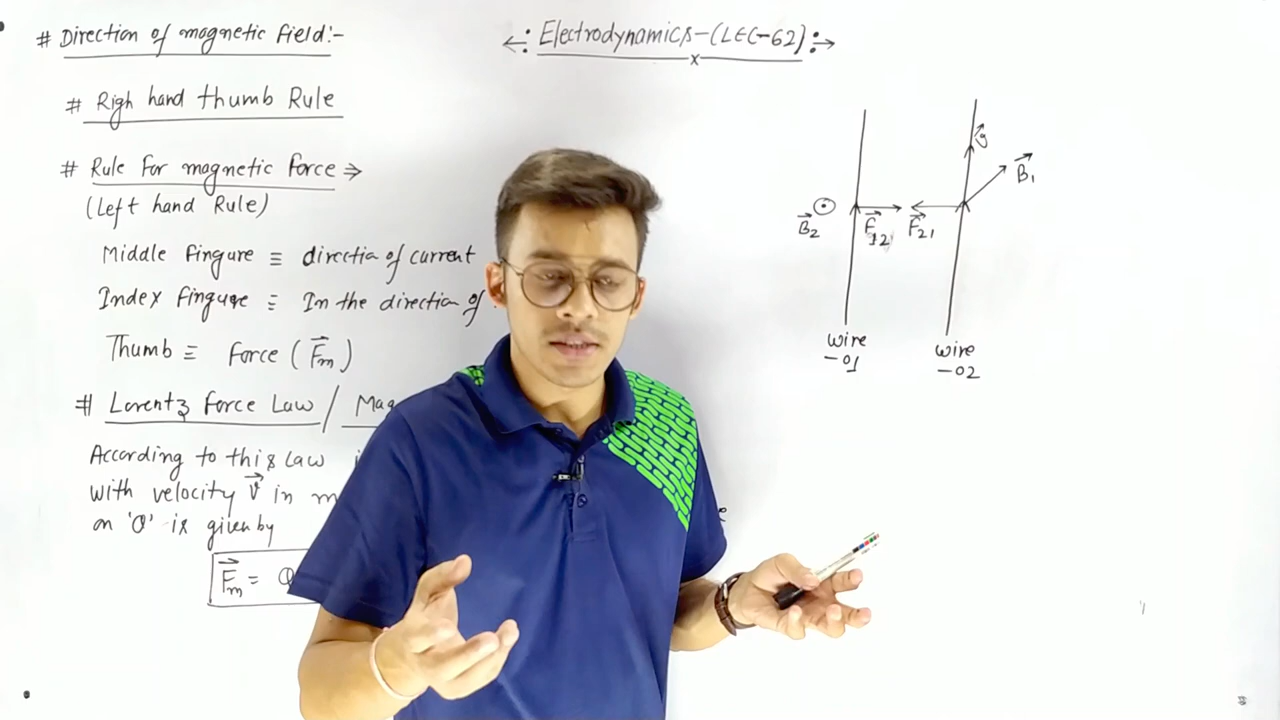 # Direction of magnetic field:-
←: Electrodynamics-(LEC-62) :→
x
# Righ hand thumb Rule
# Rule for magnetic force ⇒
(Left hand Rule)
Middle fingure ≡ direction of current
Index fingure ≡ In the direction of
Thumb ≡ force (F⃗m)
# Lorentz force Law / Mag
According to this Law i
with velocity v⃗ in m
on 'Q' is given by
F⃗m = Q
v⃗
B⃗1
B⃗2
F⃗12
F⃗21
wire
-01
wire
-02